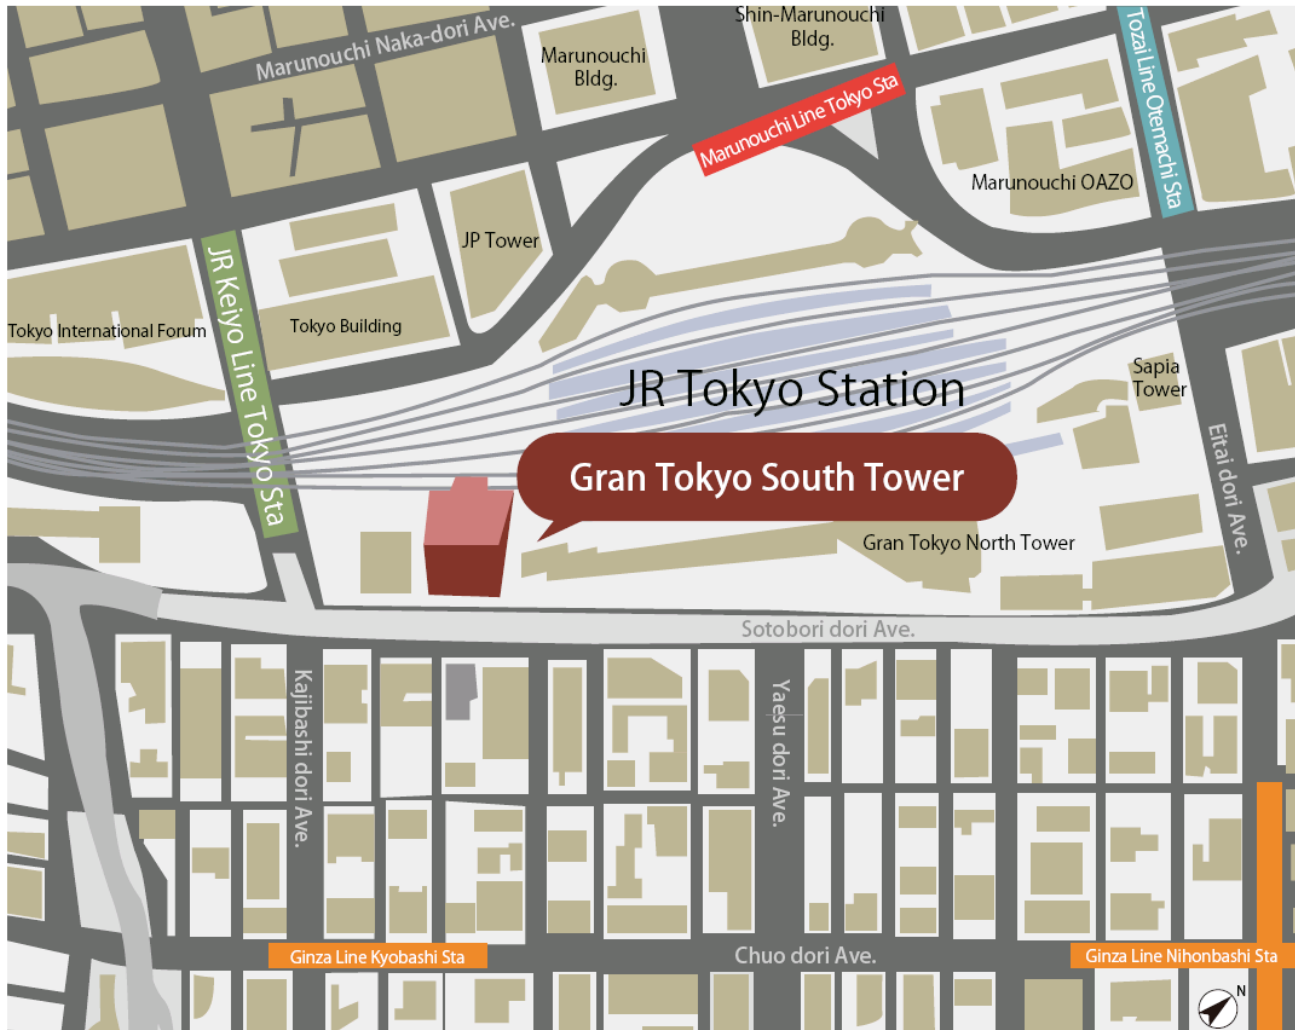 Marunouchi Naka-dori Ave.
Marunouchi
Bldg.
Shin-Marunouchi
Bldg.
Tozai Line Otemachi Sta
Marunouchi Line Tokyo Sta
Marunouchi OAZO
JP Tower
JR Keiyo Line Tokyo Sta
Tokyo International Forum
Tokyo Building
JR Tokyo Station
Sapia
Tower
Eitai dori Ave.
Gran Tokyo South Tower
Gran Tokyo North Tower
Sotobori dori Ave.
Kajibashi dori Ave.
Yaesu dori Ave.
Ginza Line Kyobashi Sta
Chuo dori Ave.
Ginza Line Nihonbashi Sta
N